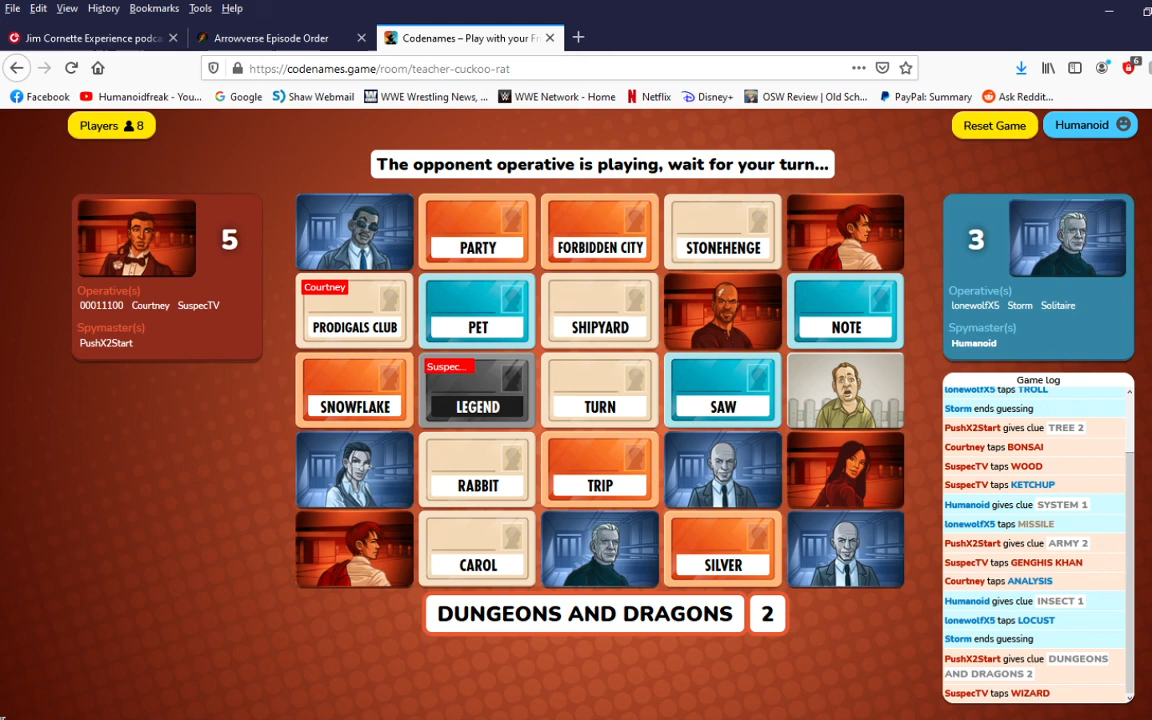 File Edit View History Bookmarks Tools Help
Jim Cornette Experience podca
Arrowverse Episode Order
Codenames – Play with your Fr
https://codenames.game/room/teacher-cuckoo-rat
6
Facebook Humanoidfreak - You... Google Shaw Webmail WWE Wrestling News, ... WWE Network - Home Netflix Disney+ OSW Review | Old Sch... PayPal: Summary Ask Reddit...
Players 8
Reset Game
Humanoid
The opponent operative is playing, wait for your turn...
5
Operative(s)
00011100 Courtney SuspecTV
Spymaster(s)
PushX2Start
PARTY
FORBIDDEN CITY
STONEHENGE
Courtney
PRODIGALS CLUB
PET
SHIPYARD
NOTE
SNOWFLAKE
Suspec...
LEGEND
TURN
SAW
RABBIT
TRIP
CAROL
SILVER
DUNGEONS AND DRAGONS 2
3
Operative(s)
lonewolfX5 Storm Solitaire
Spymaster(s)
Humanoid
Game log
lonewolfX5 taps TROLL
Storm ends guessing
PushX2Start gives clue TREE 2
Courtney taps BONSAI
SuspecTV taps WOOD
SuspecTV taps KETCHUP
Humanoid gives clue SYSTEM 1
lonewolfX5 taps MISSILE
PushX2Start gives clue ARMY 2
SuspecTV taps GENGHIS KHAN
Courtney taps ANALYSIS
Humanoid gives clue INSECT 1
lonewolfX5 taps LOCUST
Storm ends guessing
PushX2Start gives clue DUNGEONS
AND DRAGONS 2
SuspecTV taps WIZARD